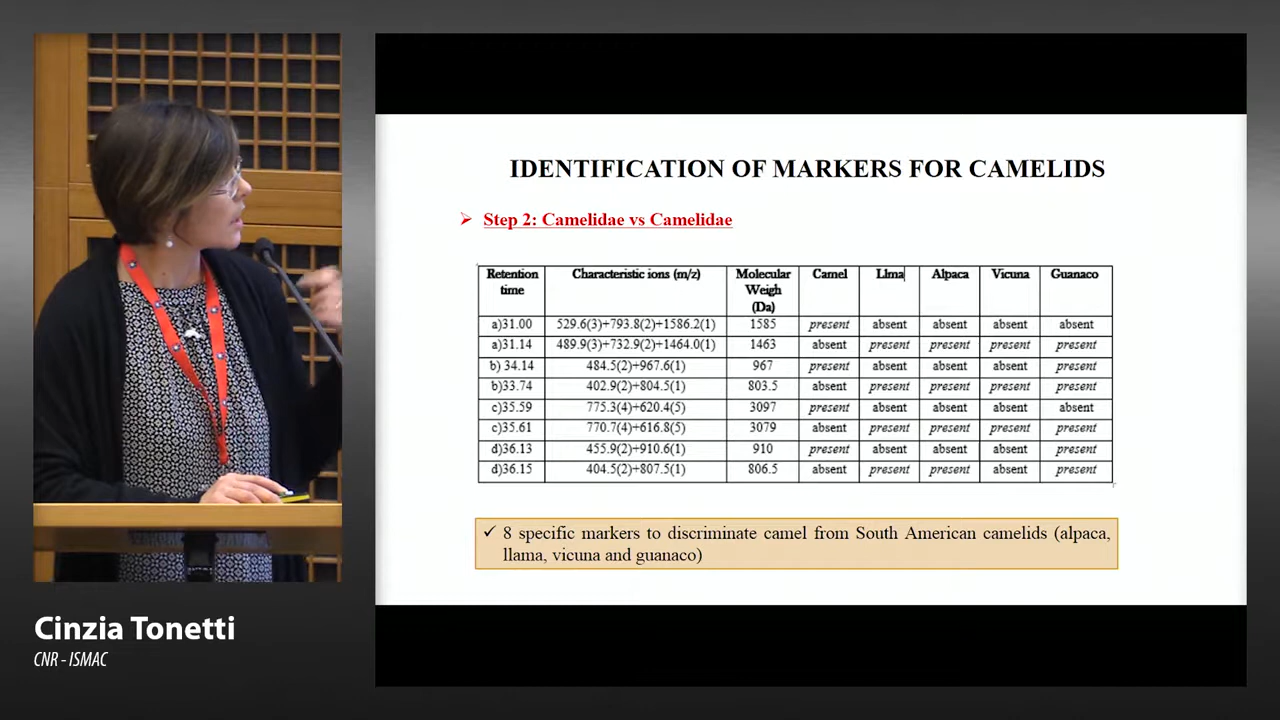 IDENTIFICATION OF MARKERS FOR CAMELIDS
Step 2: Camelidae vs Camelidae
Retention time Characteristic ions (m/z) Molecular Weigh (Da) Camel Llma Alpaca Vicuna Guanaco
a)31.00 529.6(3)+793.8(2)+1586.2(1) 1585 present absent absent absent absent
a)31.14 489.9(3)+732.9(2)+1464.0(1) 1463 absent present present present present
b) 34.14 484.5(2)+967.6(1) 967 present absent absent absent present
b)33.74 402.9(2)+804.5(1) 803.5 absent present present present present
c)35.59 775.3(4)+620.4(5) 3097 present absent absent absent absent
c)35.61 770.7(4)+616.8(5) 3079 absent present present present present
d)36.13 455.9(2)+910.6(1) 910 present absent absent absent present
d)36.15 404.5(2)+807.5(1) 806.5 absent present present absent present
✓ 8 specific markers to discriminate camel from South American camelids (alpaca,
llama, vicuna and guanaco)
Cinzia Tonetti
CNR - ISMAC